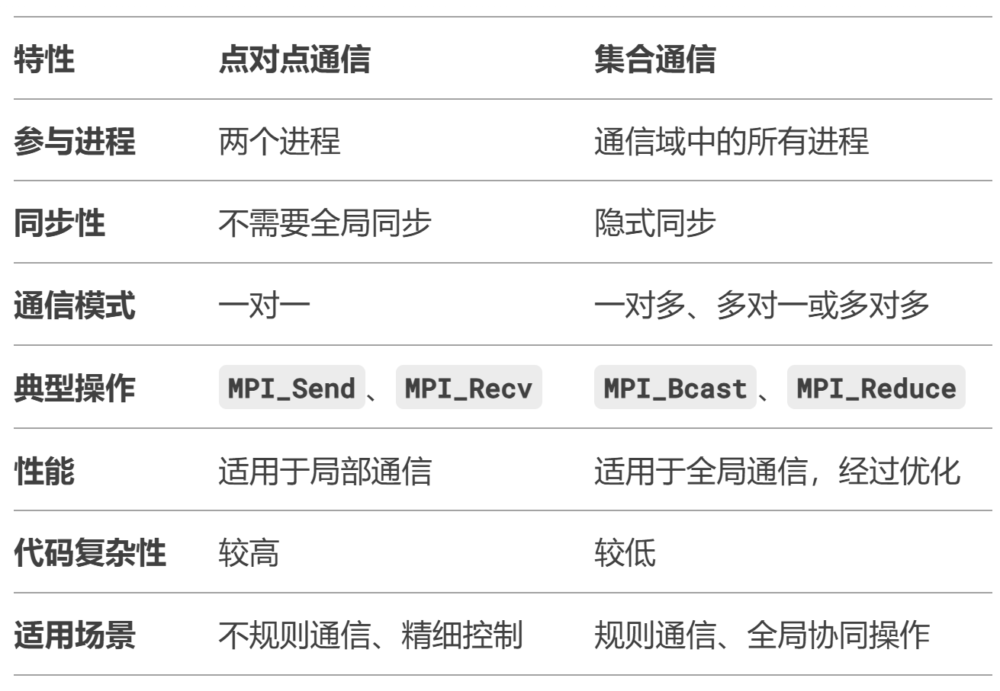 特性 点对点通信 集合通信
参与进程 两个进程 通信域中的所有进程
同步性 不需要全局同步 隐式同步
通信模式 一对一 一对多、多对一或多对多
典型操作 MPI_Send、MPI_Recv MPI_Bcast、MPI_Reduce
性能 适用于局部通信 适用于全局通信，经过优化
代码复杂性 较高 较低
适用场景 不规则通信、精细控制 规则通信、全局协同操作